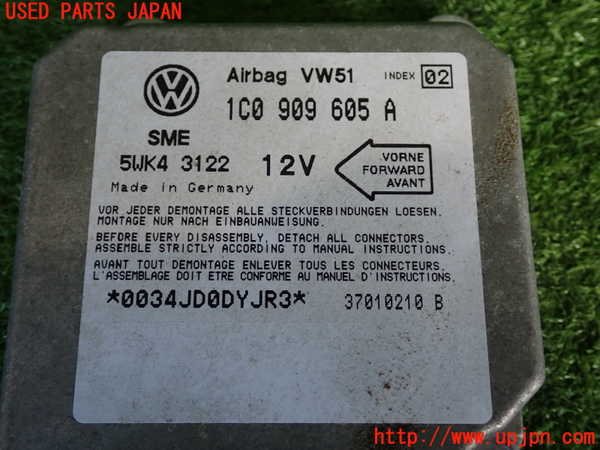 USED PARTS JAPAN
Airbag VW51 INDEX 02
1C0 909 605 A
SME
5WK4 3122 12V
VORNE
FORWARD
AVANT
Made in Germany
VOR JEDER DEMONTAGE ALLE STECKVERBINDUNGEN LOESEN.
MONTAGE NUR NACH EINBAUANWEISUNG.
BEFORE EVERY DISASSEMBLY, DETACH ALL CONNECTORS.
ASSEMBLE STRICTLY ACCORDING TO MANUAL INSTRUCTIONS.
AVANT TOUT DEMONTAGE ENLEVER TOUS LES CONNECTEURS.
L'ASSEMBLAGE DOIT ETRE CONFORME AU MANUEL D'INSTRUCTIONS.
*0034JD0DYJR3* 37010210 B
http://www.upjpn.com